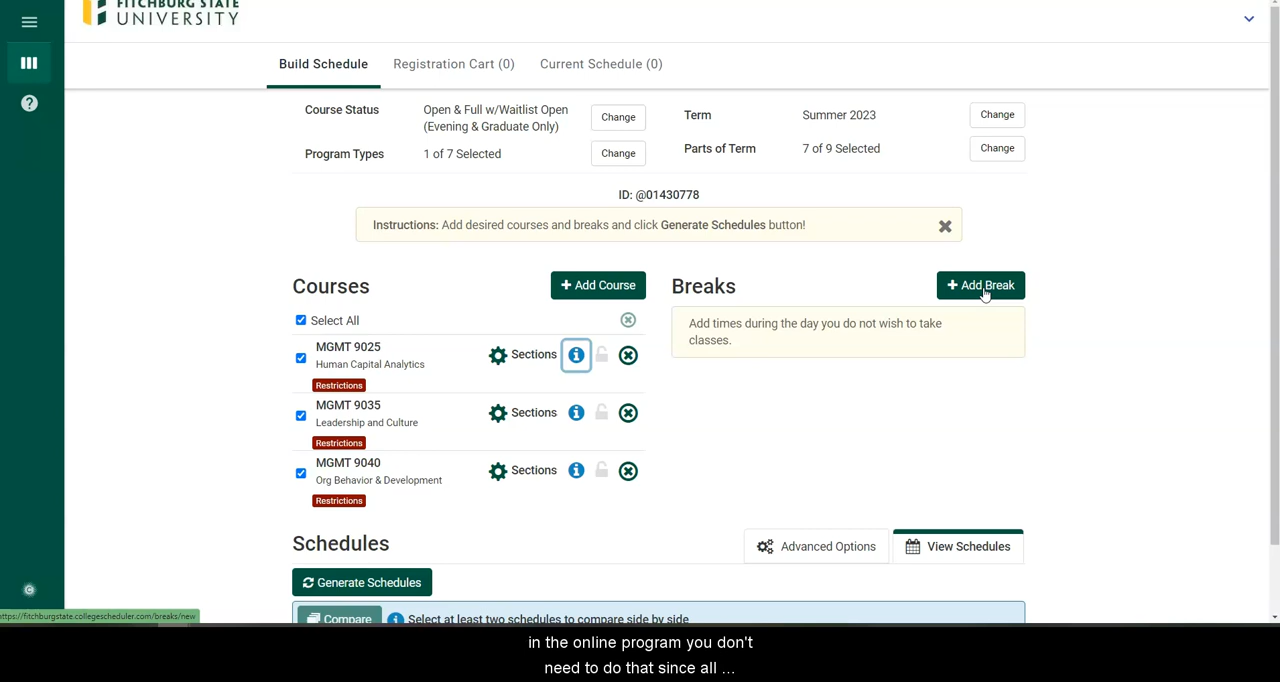 FITCHBURG STATE
UNIVERSITY
Build Schedule
Registration Cart (0)
Current Schedule (0)
Course Status
Open & Full w/Waitlist Open
(Evening & Graduate Only)
Change
Term
Summer 2023
Change
Program Types
1 of 7 Selected
Change
Parts of Term
7 of 9 Selected
Change
ID: @01430778
Instructions: Add desired courses and breaks and click Generate Schedules button!
Courses
+ Add Course
Select All
MGMT 9025
Human Capital Analytics
Restrictions
Sections
MGMT 9035
Leadership and Culture
Restrictions
Sections
MGMT 9040
Org Behavior & Development
Restrictions
Sections
Breaks
+ Add Break
Add times during the day you do not wish to take
classes.
Schedules
Advanced Options
View Schedules
Generate Schedules
Compare
Select at least two schedules to compare side by side
https://fitchburgstate.collegescheduler.com/breaks/new
in the online program you don't
need to do that since all ...